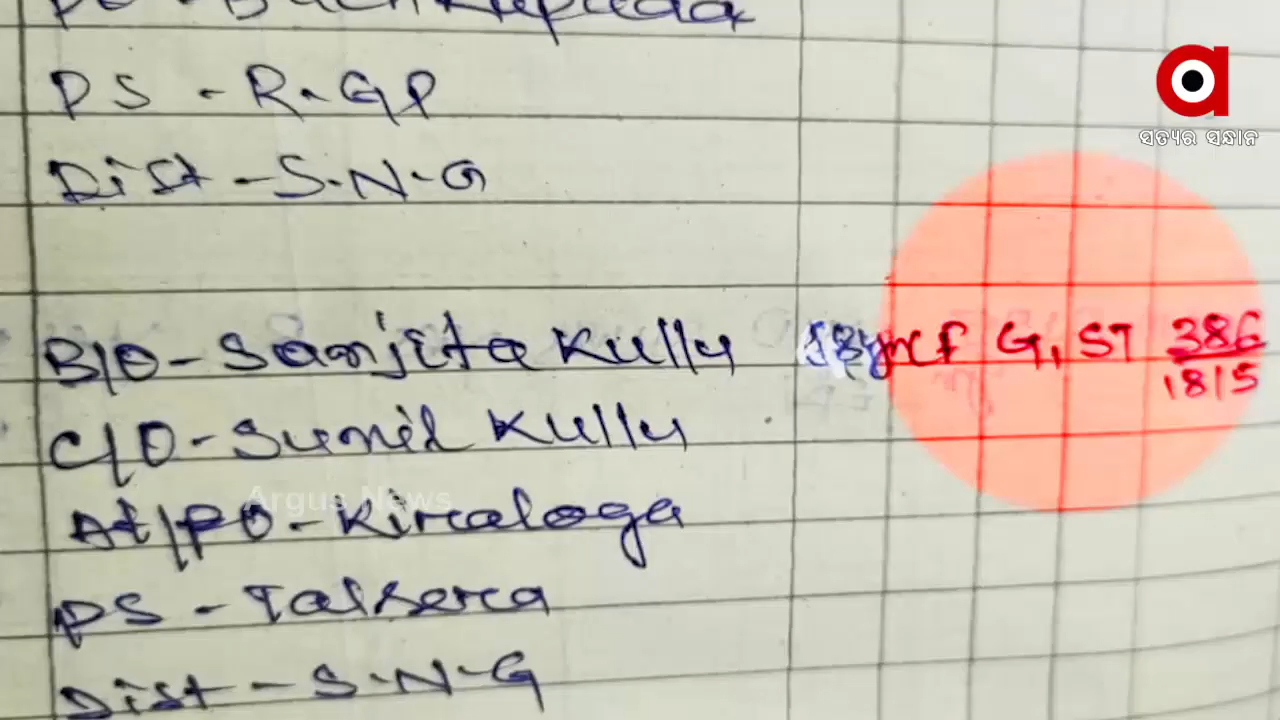 PS - R.GP
Dist - S.N.G
ସତ୍ୟର ସନ୍ଧାନ
B/O - Sanjita Kullu G, ST 386
1815
C/O - Sunil Kullu
Argus News
At/PO - Kiraloga
PS - Talsera
Dist - S.N.G